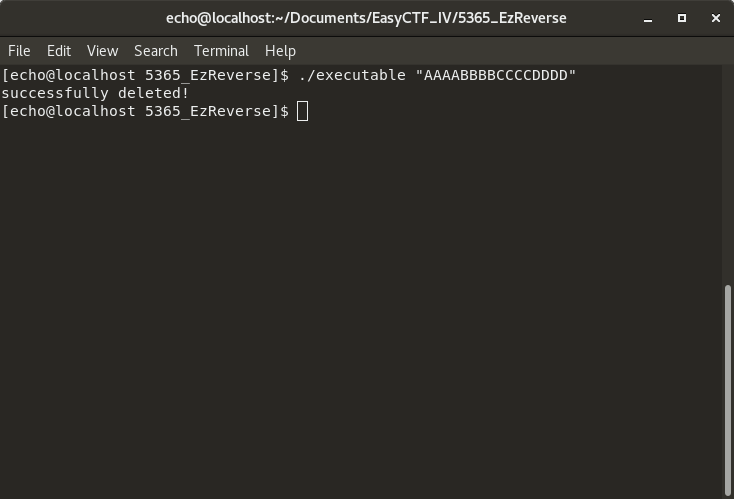 echo@localhost:~/Documents/EasyCTF_IV/5365_EzReverse
File Edit View Search Terminal Help
[echo@localhost 5365_EzReverse]$ ./executable "AAAABBBBCCCCDDDD"
successfully deleted!
[echo@localhost 5365_EzReverse]$